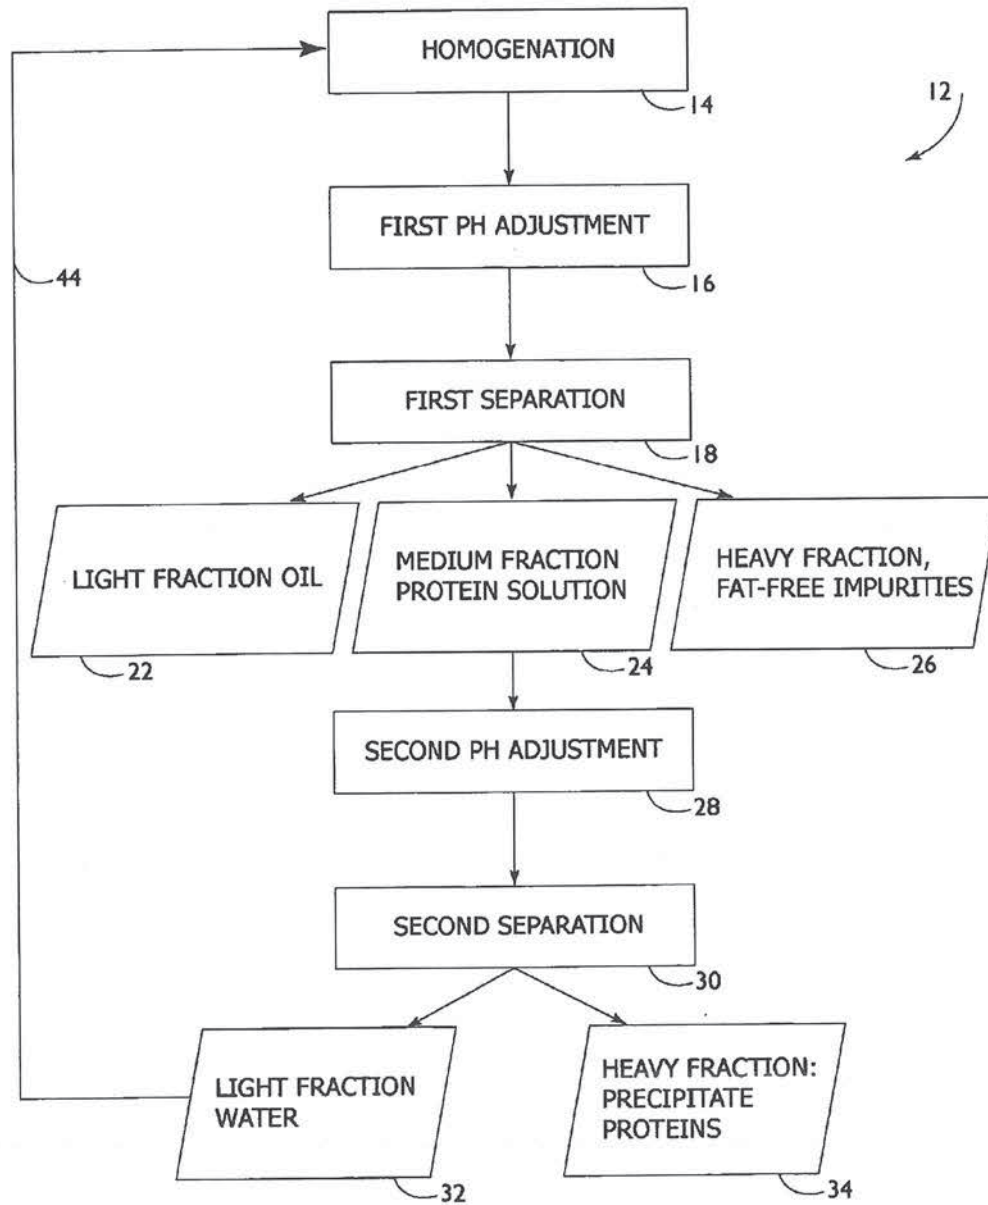 HOMOGENATION
14
12
FIRST PH ADJUSTMENT
44
16
FIRST SEPARATION
18
LIGHT FRACTION OIL
MEDIUM FRACTION
PROTEIN SOLUTION
HEAVY FRACTION,
FAT-FREE IMPURITIES
22
24
26
SECOND PH ADJUSTMENT
28
SECOND SEPARATION
30
LIGHT FRACTION
WATER
HEAVY FRACTION:
PRECIPITATE
PROTEINS
32
34